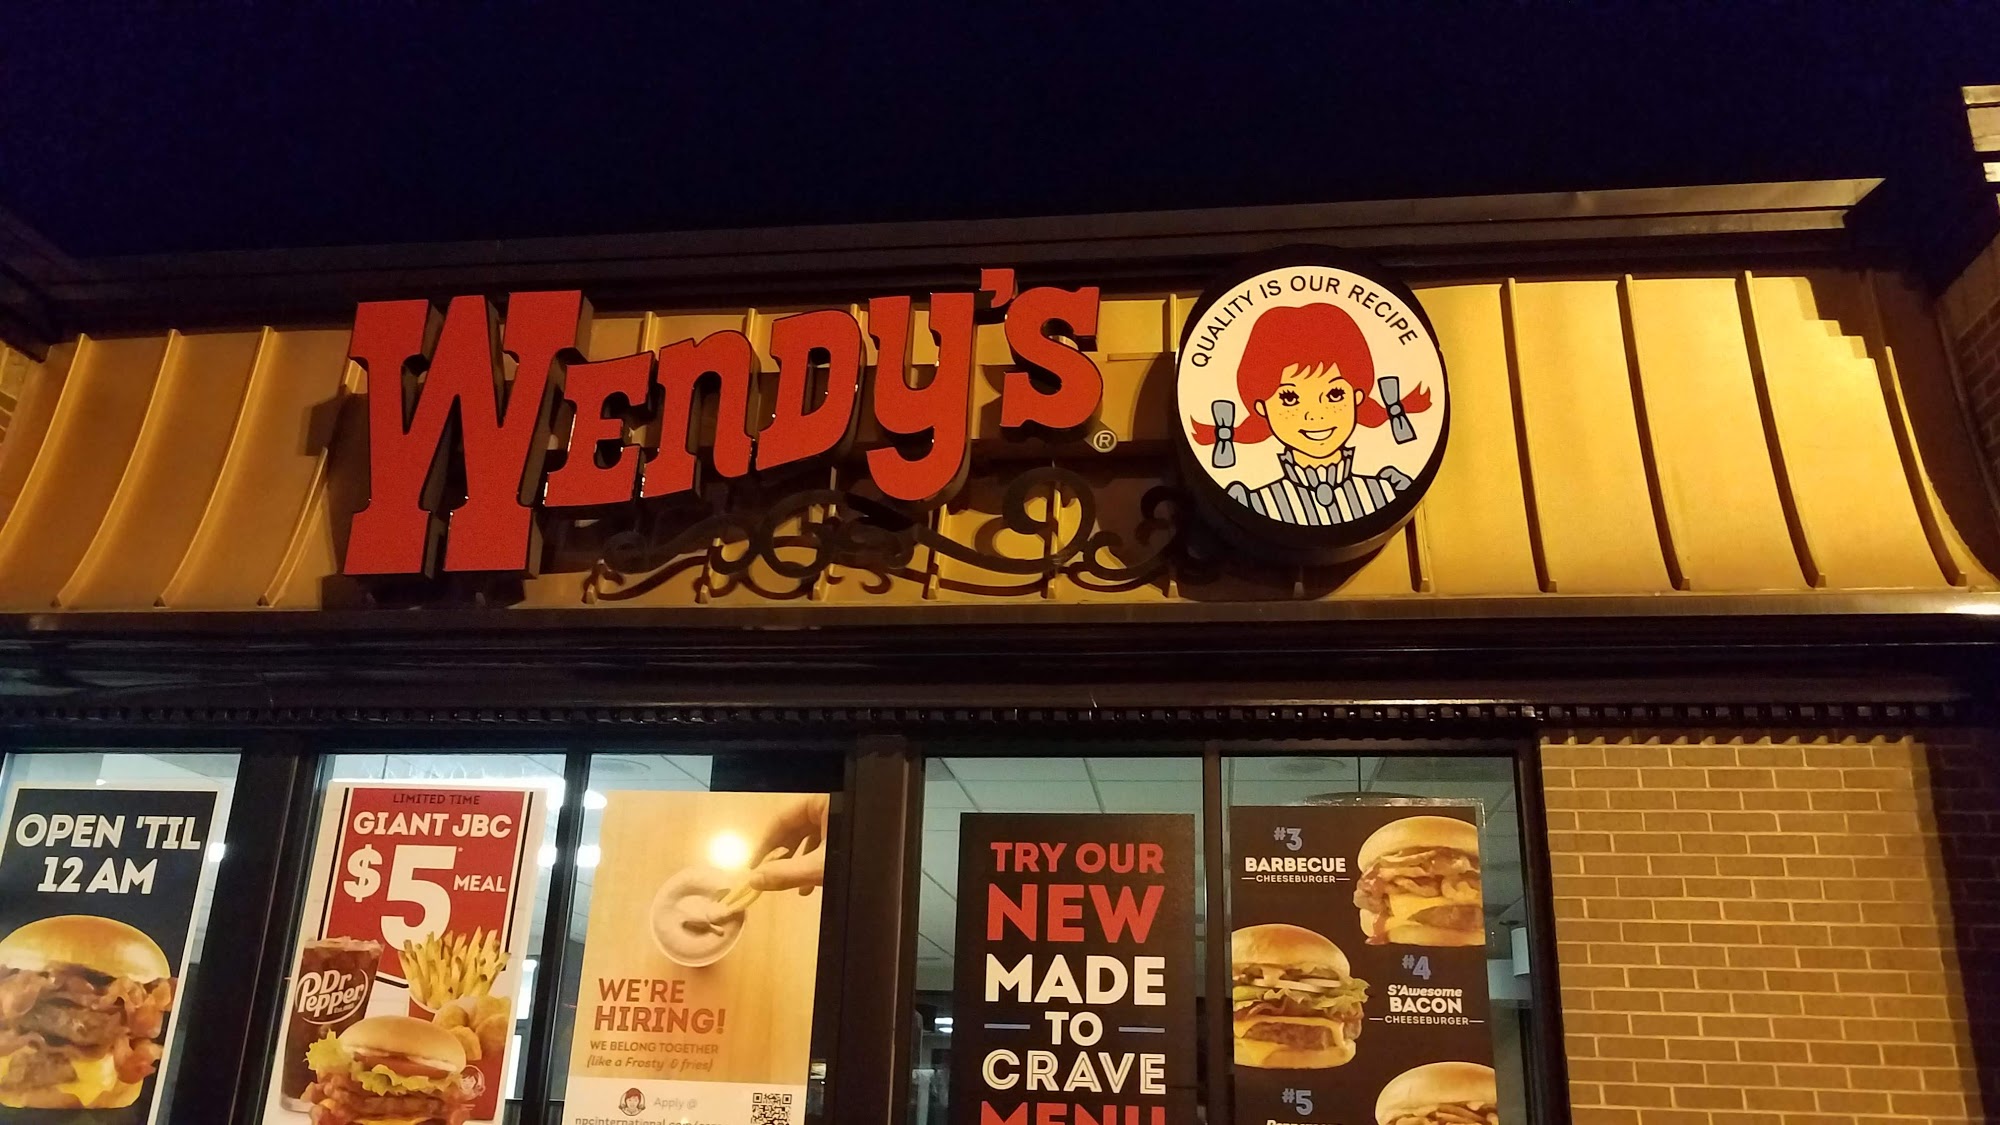 Wendy's
®
QUALITY IS OUR RECIPE
OPEN 'TIL
12 AM
LIMITED TIME
GIANT JBC
$5 MEAL
Dr
Pepper
WE'RE
HIRING!
WE BELONG TOGETHER
(like a Frosty & fries)
Apply @
TRY OUR
NEW
MADE
TO
CRAVE
MENU
#3
BARBECUE
CHEESEBURGER
#4
S'Awesome
BACON
CHEESEBURGER
#5